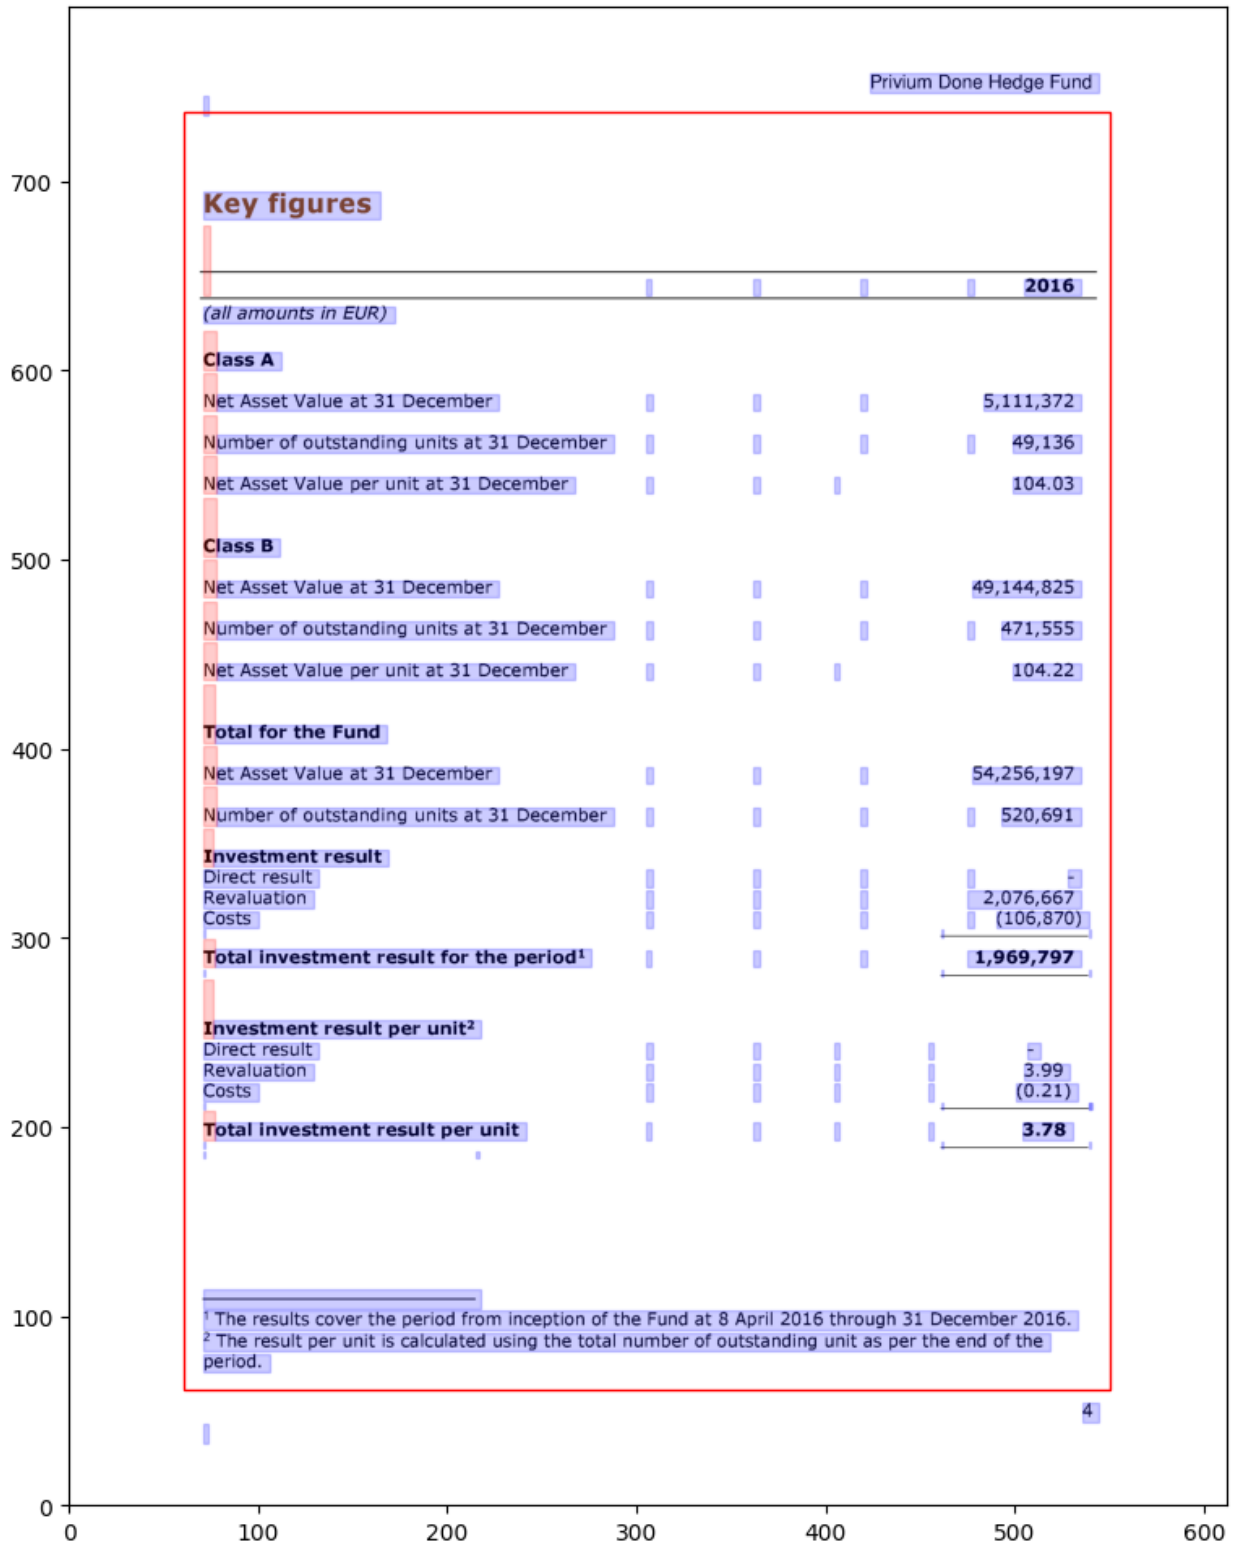 Privium Done Hedge Fund
Key figures
2016
(all amounts in EUR)
Class A
Net Asset Value at 31 December 5,111,372
Number of outstanding units at 31 December 49,136
Net Asset Value per unit at 31 December 104.03
Class B
Net Asset Value at 31 December 49,144,825
Number of outstanding units at 31 December 471,555
Net Asset Value per unit at 31 December 104.22
Total for the Fund
Net Asset Value at 31 December 54,256,197
Number of outstanding units at 31 December 520,691
Investment result
Direct result -
Revaluation 2,076,667
Costs (106,870)
Total investment result for the period¹ 1,969,797
Investment result per unit²
Direct result -
Revaluation 3.99
Costs (0.21)
Total investment result per unit 3.78
¹ The results cover the period from inception of the Fund at 8 April 2016 through 31 December 2016.
² The result per unit is calculated using the total number of outstanding unit as per the end of the
period.
4
700
600
500
400
300
200
100
0
0 100 200 300 400 500 600